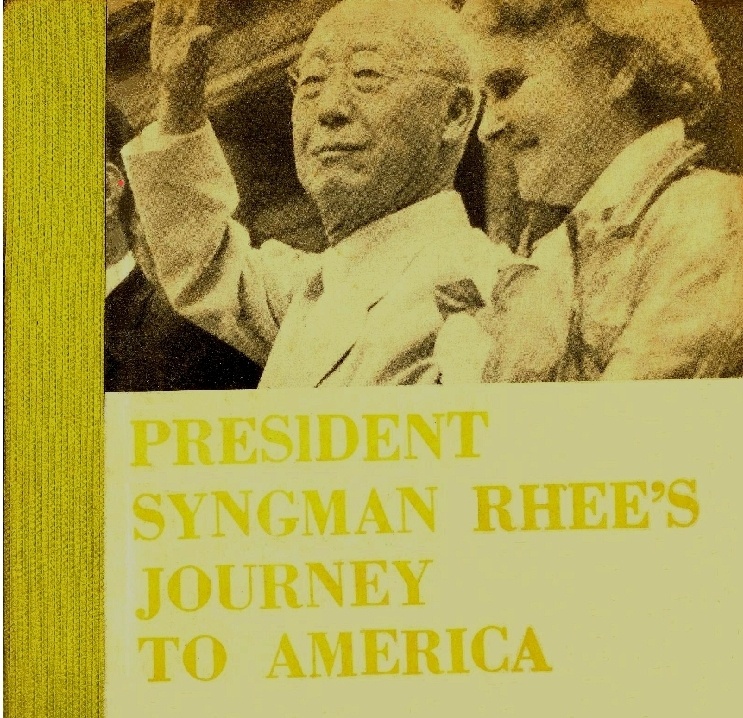 PRESIDENT
SYNGMAN RHEE'S
JOURNEY
TO AMERICA